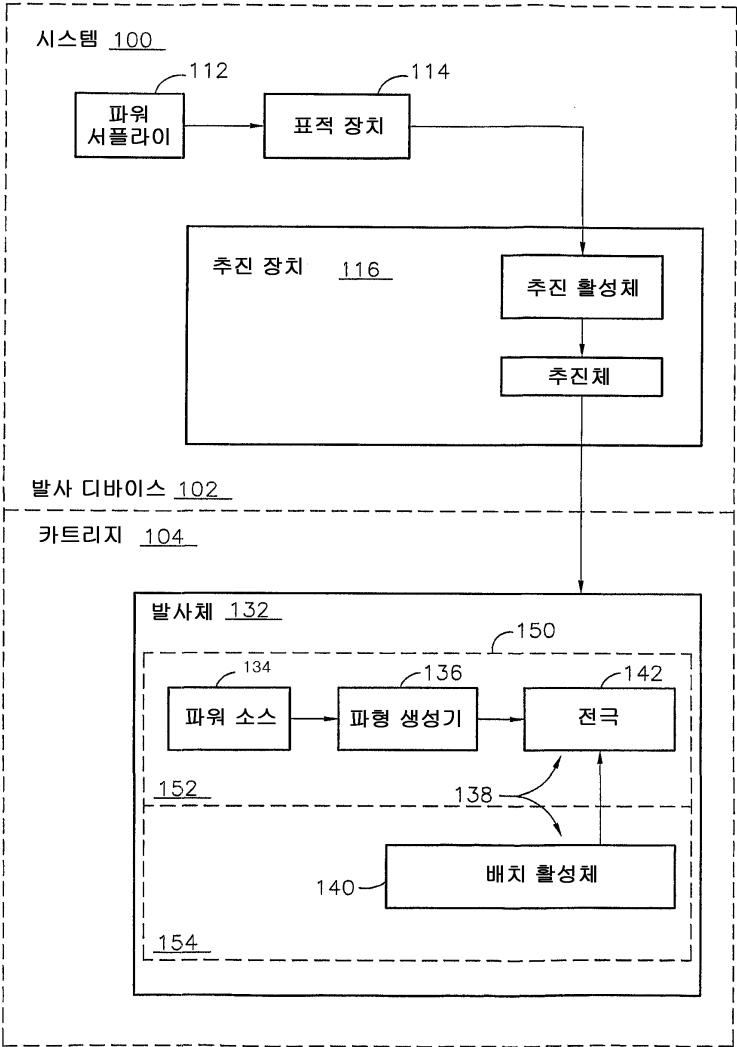 시스템 100
112
파워
서플라이
114
표적 장치
추진 장치 116
추진 활성체
추진체
발사 디바이스 102
카트리지 104
발사체 132
150
134
파워 소스
136
파형 생성기
142
전극
152
138
140
배치 활성체
154